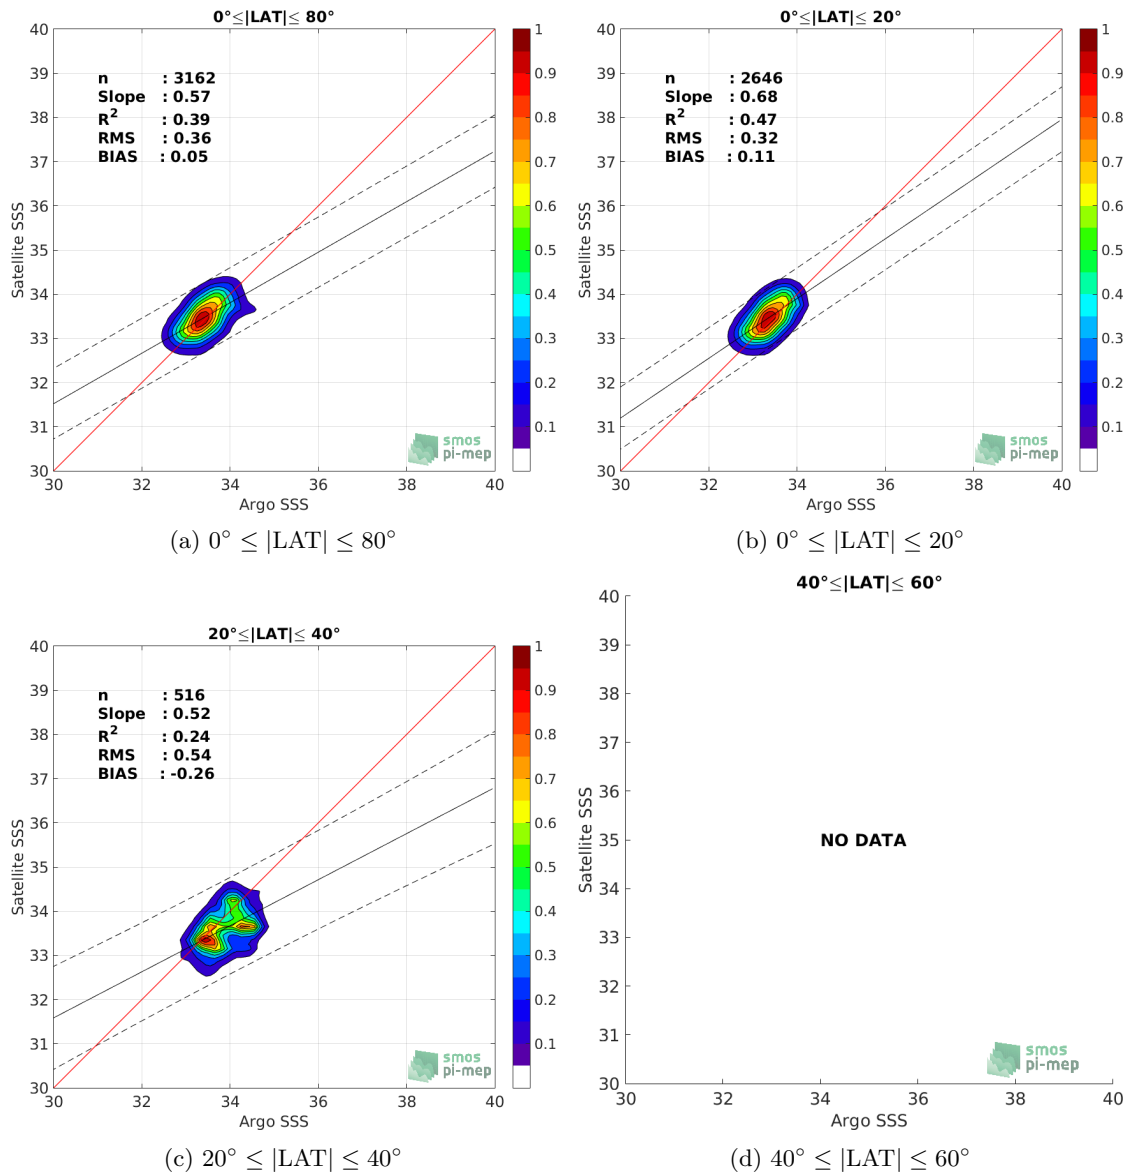 0°≤|LAT|≤ 80°
40
39
38
37
36
35
34
33
32
31
30
Satellite SSS
n : 3162
Slope : 0.57
R² : 0.39
RMS : 0.36
BIAS : 0.05
smos
pi-mep
30 32 34 36 38 40
Argo SSS
1
0.9
0.8
0.7
0.6
0.5
0.4
0.3
0.2
0.1
(a) 0° ≤ |LAT| ≤ 80°
0°≤|LAT|≤ 20°
40
39
38
37
36
35
34
33
32
31
30
Satellite SSS
n : 2646
Slope : 0.68
R² : 0.47
RMS : 0.32
BIAS : 0.11
smos
pi-mep
30 32 34 36 38 40
Argo SSS
1
0.9
0.8
0.7
0.6
0.5
0.4
0.3
0.2
0.1
(b) 0° ≤ |LAT| ≤ 20°
20°≤|LAT|≤ 40°
40
39
38
37
36
35
34
33
32
31
30
Satellite SSS
n : 516
Slope : 0.52
R² : 0.24
RMS : 0.54
BIAS : -0.26
smos
pi-mep
30 32 34 36 38 40
Argo SSS
1
0.9
0.8
0.7
0.6
0.5
0.4
0.3
0.2
0.1
(c) 20° ≤ |LAT| ≤ 40°
40°≤|LAT|≤ 60°
40
39
38
37
36
35
34
33
32
31
30
Satellite SSS
NO DATA
smos
pi-mep
30 32 34 36 38 40
Argo SSS
(d) 40° ≤ |LAT| ≤ 60°